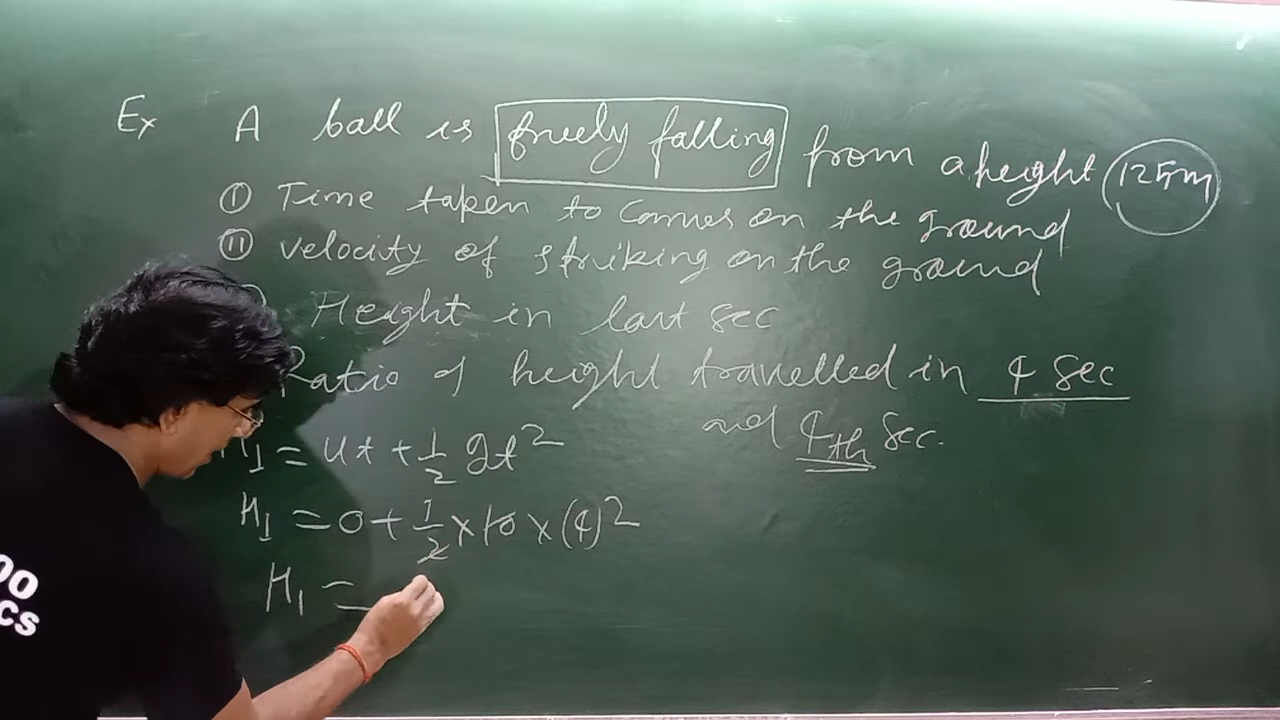 Ex A ball is freely falling from a height 125m
I Time taken to comes on the ground
II velocity of striking on the ground
Height in last sec
Ratio of height travelled in 4 sec
and 4th sec.
H₁ = ut + 1/2 gt²
H₁ = 0 + 1/2 × 10 × (4)²
H₁ =